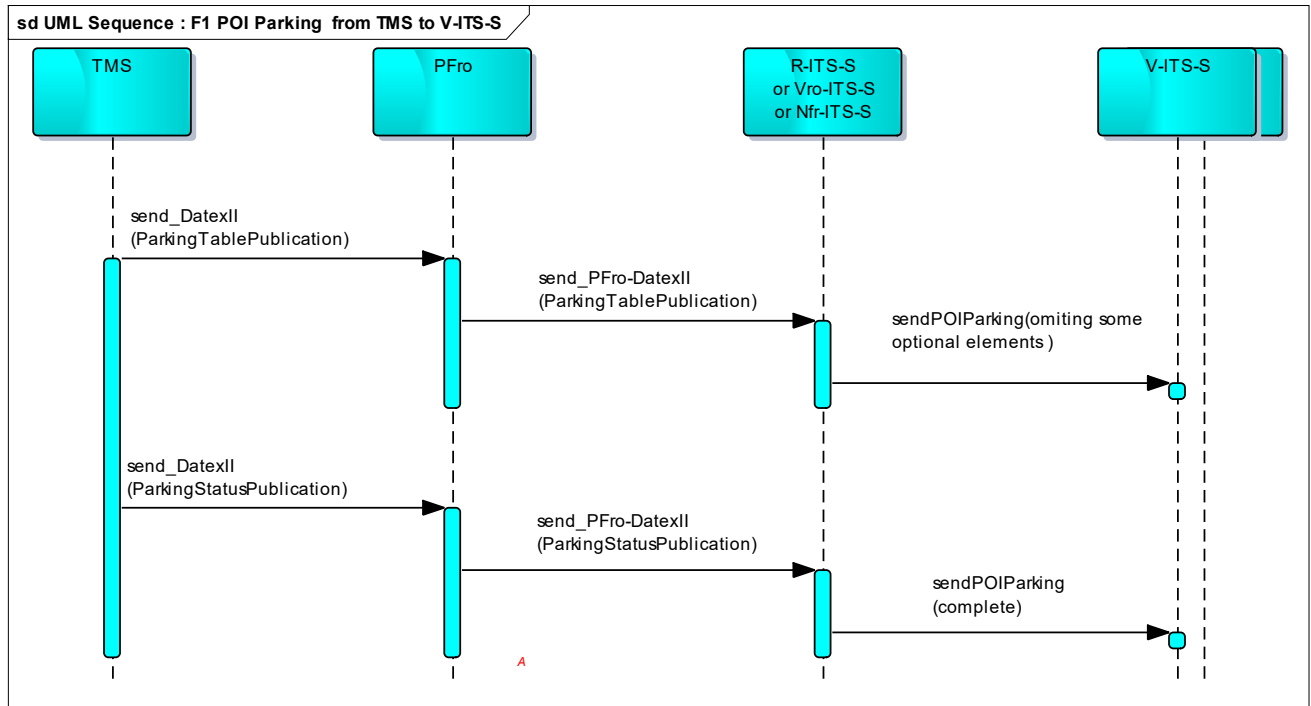 sd UML Sequence : F1 POI Parking from TMS to V-ITS-S
TMS
PFro
R-ITS-S
or Vro-ITS-S
or Nfr-ITS-S
V-ITS-S
send_DatexII
(ParkingTablePublication)
send_PFro-DatexII
(ParkingTablePublication)
sendPOIParking(omiting some
optional elements )
send_DatexII
(ParkingStatusPublication)
send_PFro-DatexII
(ParkingStatusPublication)
sendPOIParking
(complete)
A